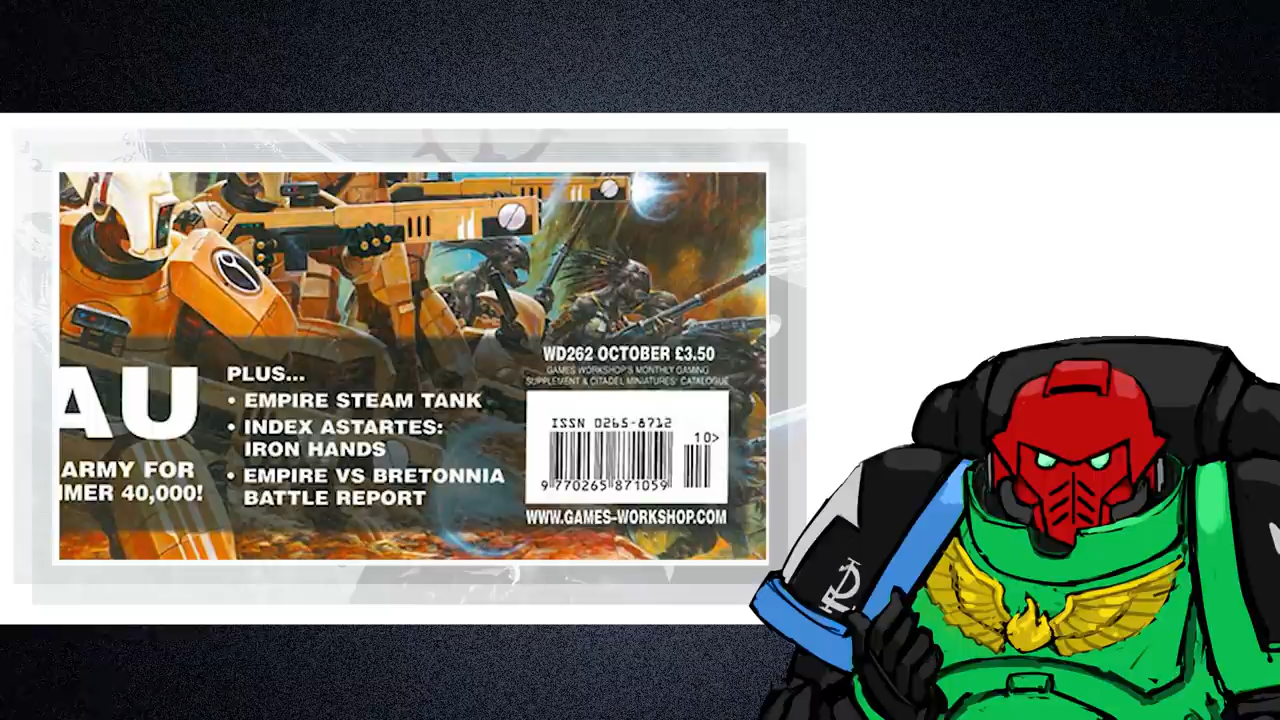 AU
ARMY FOR
MER 40,000!
PLUS...
• EMPIRE STEAM TANK
• INDEX ASTARTES:
IRON HANDS
• EMPIRE VS BRETONNIA
BATTLE REPORT
WD262 OCTOBER £3.50
GAMES WORKSHOP'S MONTHLY GAMING
SUPPLEMENT & CITADEL MINIATURES' CATALOGUE
ISSN 0265-8712
10>
9 770265 871059
WWW.GAMES-WORKSHOP.COM